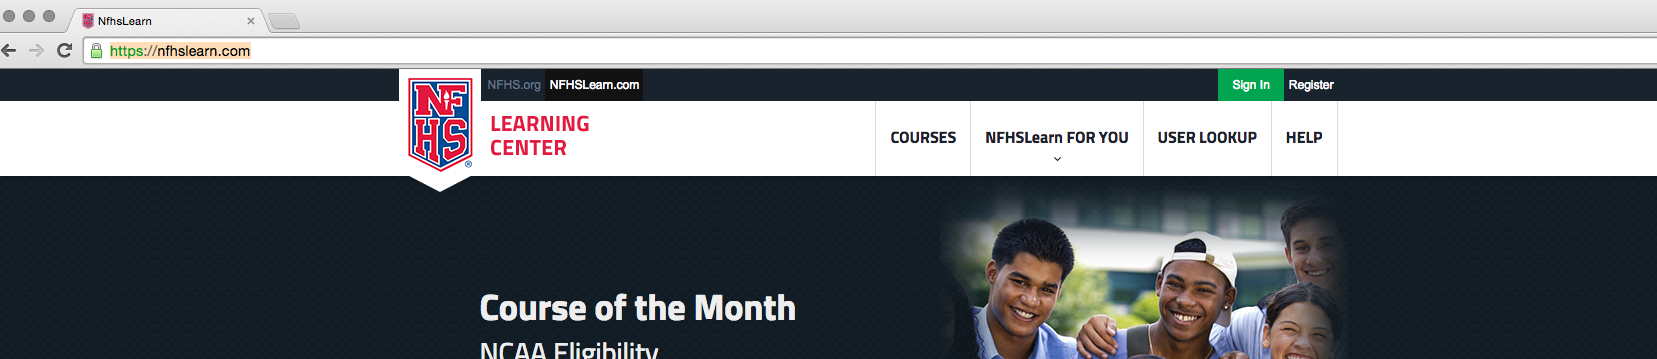 NfhsLearn
https://nfhslearn.com
NFHS.org NFHSLearn.com Sign In Register
NF
HS
®
LEARNING
CENTER
COURSES NFHSLearn FOR YOU USER LOOKUP HELP
Course of the Month
NCAA Eligibility